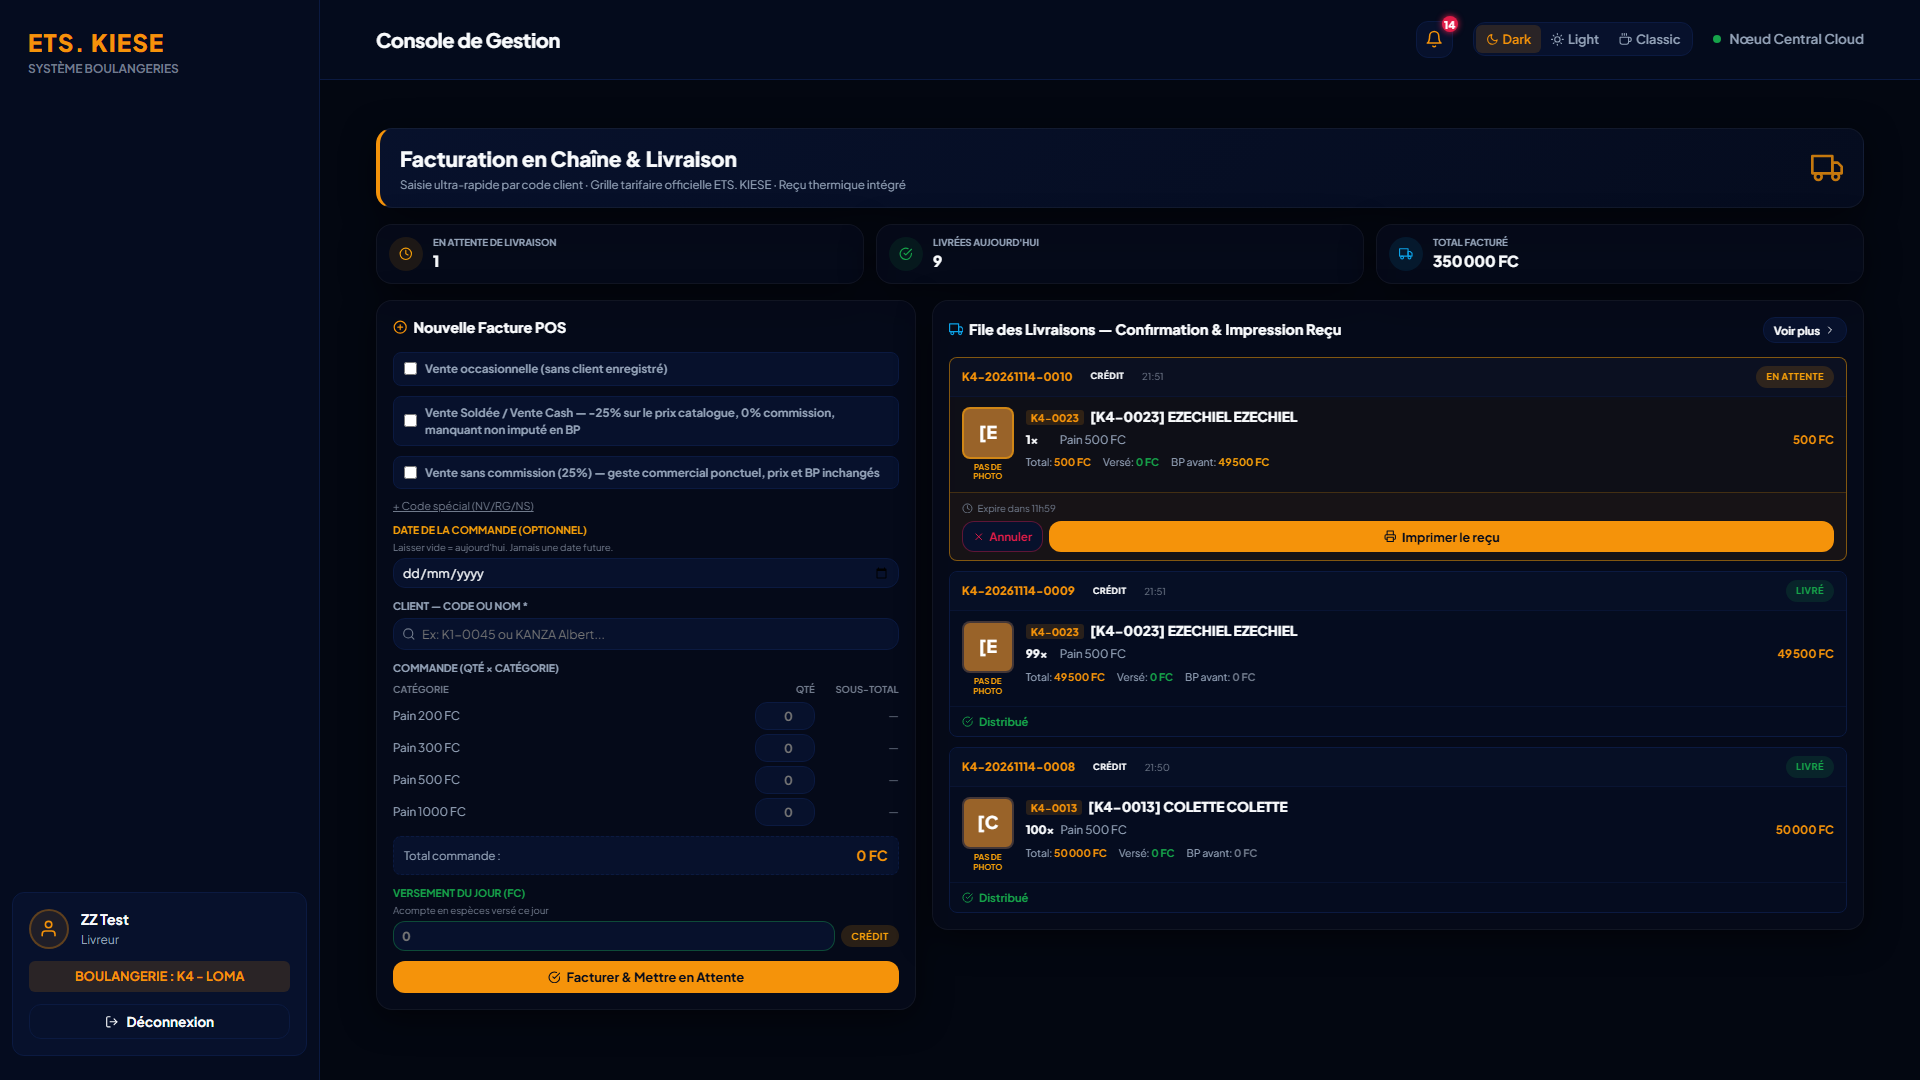 ETS. KIESE
SYSTÈME BOULANGERIES
Console de Gestion
14
Dark
Light
Classic
Nœud Central Cloud
Facturation en Chaîne & Livraison
Saisie ultra-rapide par code client · Grille tarifaire officielle ETS. KIESE · Reçu thermique intégré
EN ATTENTE DE LIVRAISON
1
LIVRÉES AUJOURD'HUI
9
TOTAL FACTURÉ
350 000 FC
Nouvelle Facture POS
Vente occasionnelle (sans client enregistré)
Vente Soldée / Vente Cash — -25% sur le prix catalogue, 0% commission,
manquant non imputé en BP
Vente sans commission (25%) — geste commercial ponctuel, prix et BP inchangés
+ Code spécial (NV/RG/NS)
DATE DE LA COMMANDE (OPTIONNEL)
Laisser vide = aujourd'hui. Jamais une date future.
dd/mm/yyyy
CLIENT — CODE OU NOM *
Ex: K1-0045 ou KANZA Albert...
COMMANDE (QTÉ × CATÉGORIE)
CATÉGORIE QTÉ SOUS-TOTAL
Pain 200 FC 0 —
Pain 300 FC 0 —
Pain 500 FC 0 —
Pain 1000 FC 0 —
Total commande : 0 FC
VERSEMENT DU JOUR (FC)
Acompte en espèces versé ce jour
0 CRÉDIT
Facturer & Mettre en Attente
File des Livraisons — Confirmation & Impression Reçu
Voir plus
K4-20261114-0010 CRÉDIT 21:51 EN ATTENTE
[E
PAS DE
PHOTO
K4-0023 [K4-0023] EZECHIEL EZECHIEL
1× Pain 500 FC 500 FC
Total: 500 FC Versé: 0 FC BP avant: 49 500 FC
Expire dans 11h59
Annuler
Imprimer le reçu
K4-20261114-0009 CRÉDIT 21:51 LIVRÉ
[E
PAS DE
PHOTO
K4-0023 [K4-0023] EZECHIEL EZECHIEL
99× Pain 500 FC 49 500 FC
Total: 49 500 FC Versé: 0 FC BP avant: 0 FC
Distribué
K4-20261114-0008 CRÉDIT 21:50 LIVRÉ
[C
PAS DE
PHOTO
K4-0013 [K4-0013] COLETTE COLETTE
100× Pain 500 FC 50 000 FC
Total: 50 000 FC Versé: 0 FC BP avant: 0 FC
Distribué
ZZ Test
Livreur
BOULANGERIE : K4 - LOMA
Déconnexion